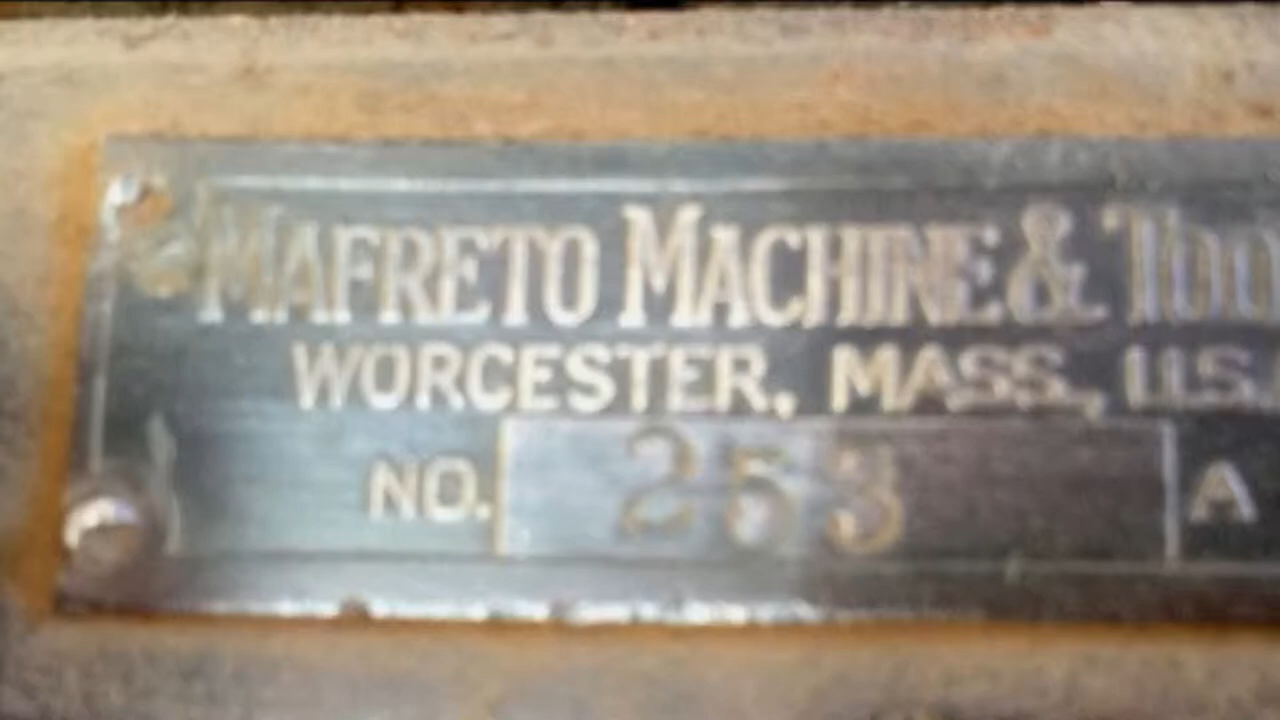 MAFRETO MACHINE & TOO
WORCESTER, MASS., U.S.A
NO. 253 A